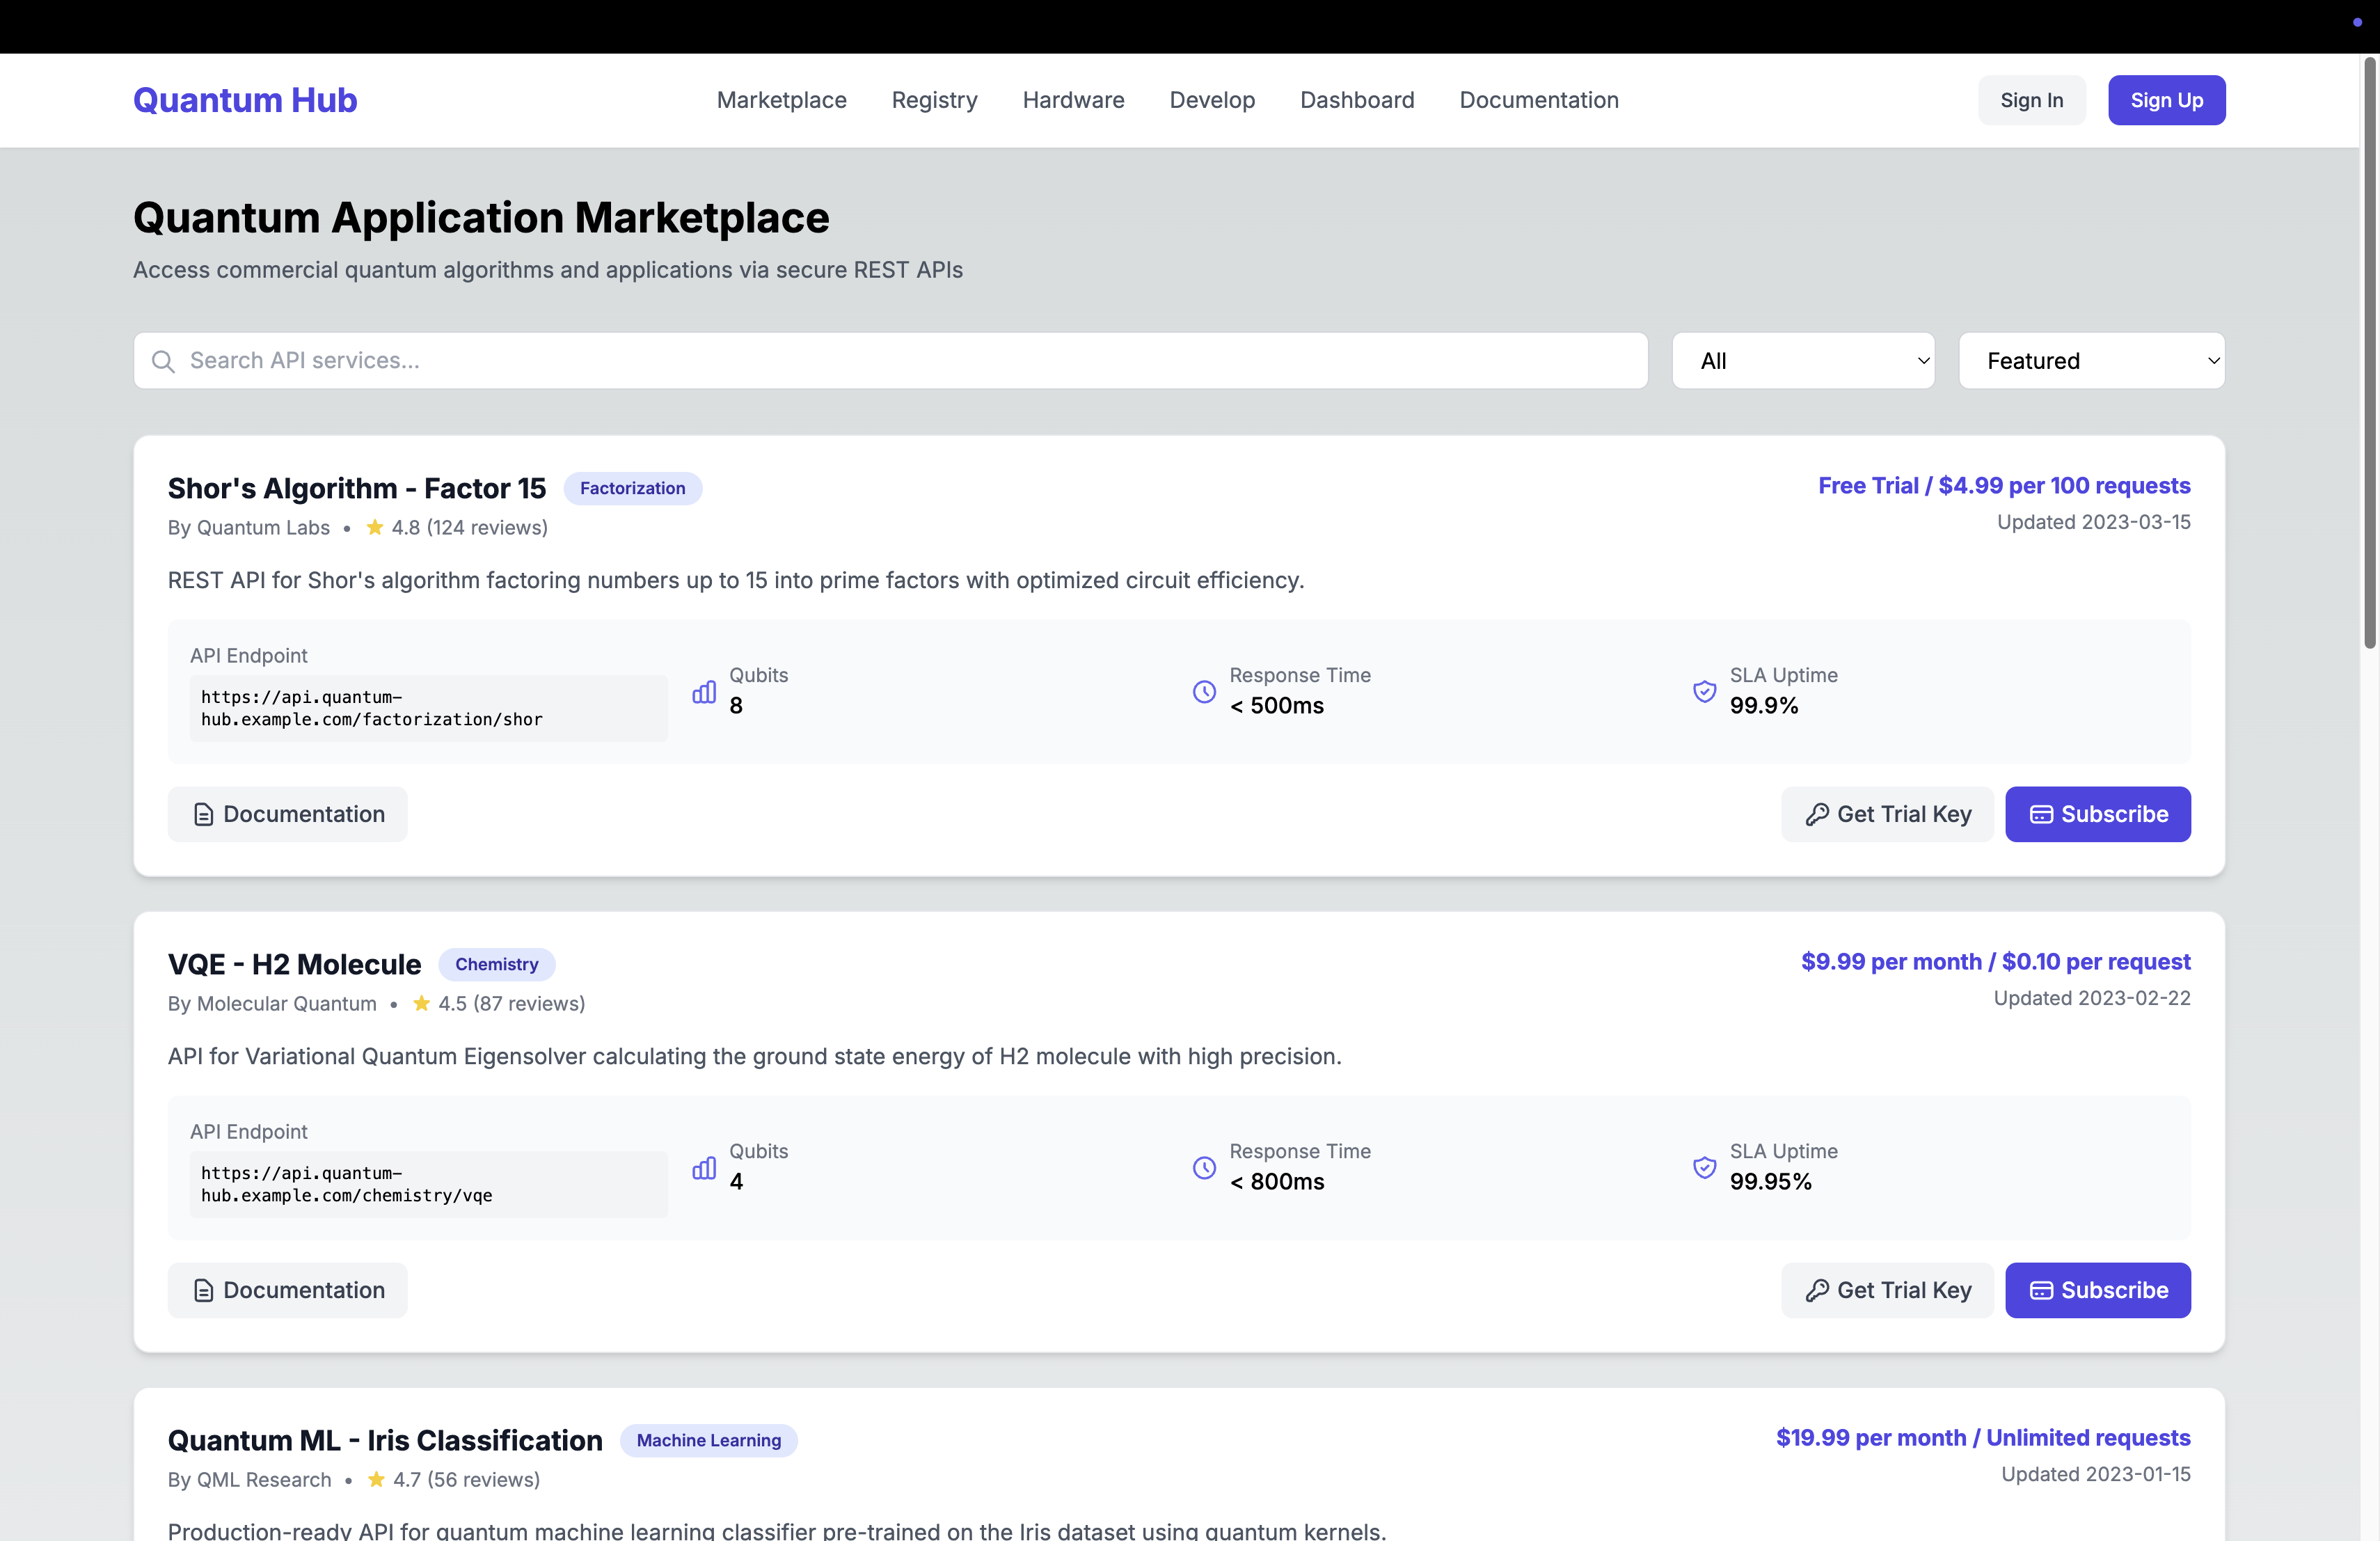 Quantum Hub
Marketplace
Registry
Hardware
Develop
Dashboard
Documentation
Sign In
Sign Up
Quantum Application Marketplace
Access commercial quantum algorithms and applications via secure REST APIs
Search API services...
All
Featured
Shor's Algorithm - Factor 15
Factorization
Free Trial / $4.99 per 100 requests
By Quantum Labs • 4.8 (124 reviews)
Updated 2023-03-15
REST API for Shor's algorithm factoring numbers up to 15 into prime factors with optimized circuit efficiency.
API Endpoint
https://api.quantum-
hub.example.com/factorization/shor
Qubits
8
Response Time
< 500ms
SLA Uptime
99.9%
Documentation
Get Trial Key
Subscribe
VQE - H2 Molecule
Chemistry
$9.99 per month / $0.10 per request
By Molecular Quantum • 4.5 (87 reviews)
Updated 2023-02-22
API for Variational Quantum Eigensolver calculating the ground state energy of H2 molecule with high precision.
API Endpoint
https://api.quantum-
hub.example.com/chemistry/vqe
Qubits
4
Response Time
< 800ms
SLA Uptime
99.95%
Documentation
Get Trial Key
Subscribe
Quantum ML - Iris Classification
Machine Learning
$19.99 per month / Unlimited requests
By QML Research • 4.7 (56 reviews)
Updated 2023-01-15
Production-ready API for quantum machine learning classifier pre-trained on the Iris dataset using quantum kernels.